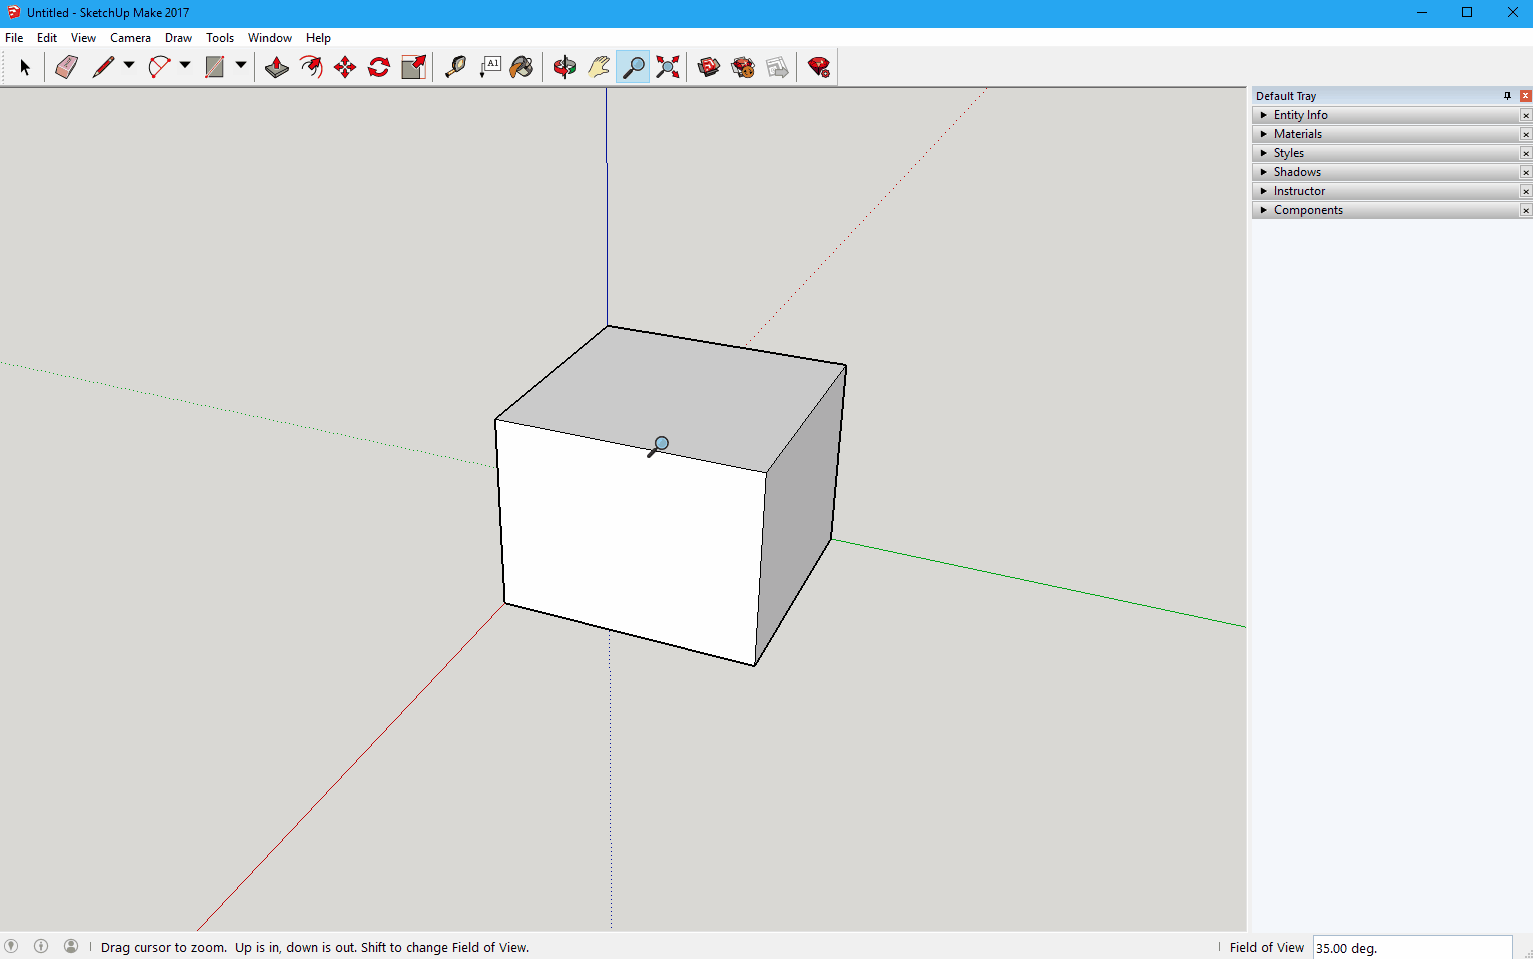 Untitled - SketchUp Make 2017
File Edit View Camera Draw Tools Window Help
A1
Default Tray
Entity Info
Materials
Styles
Shadows
Instructor
Components
Drag cursor to zoom. Up is in, down is out. Shift to change Field of View.
Field of View 35.00 deg.